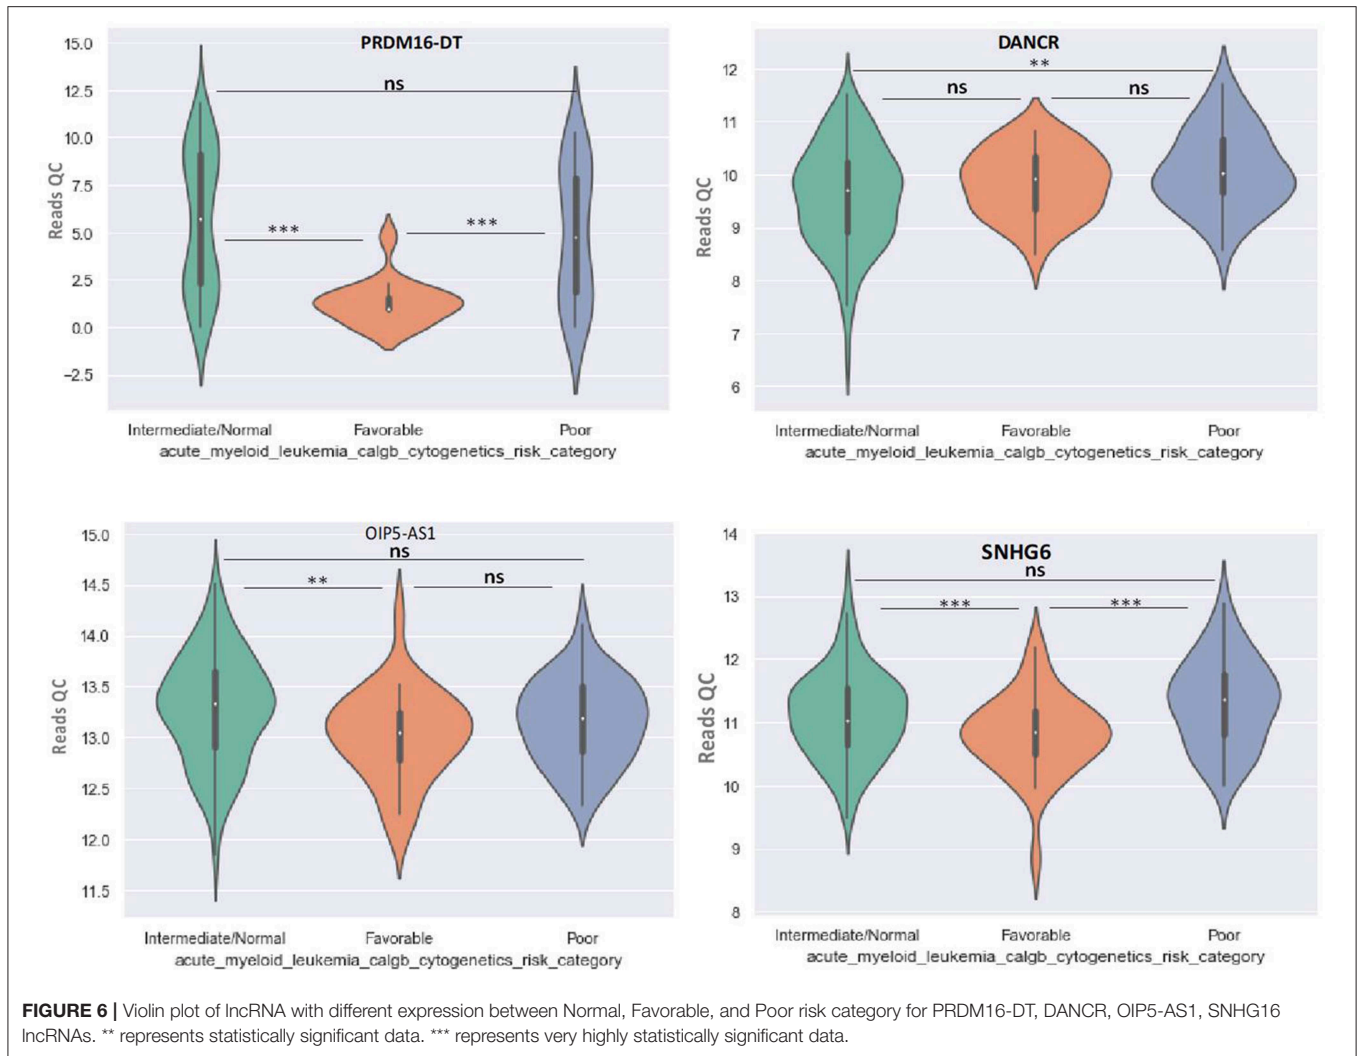 PRDM16-DT
15.0
12.5
10.0
7.5
5.0
2.5
0.0
−2.5
Reads QC
ns
***
***
Intermediate/Normal Favorable Poor
acute_myeloid_leukemia_calgb_cytogenetics_risk_category
DANCR
12
11
10
9
8
7
6
Reads QC
**
ns
ns
Intermediate/Normal Favorable Poor
acute_myeloid_leukemia_calgb_cytogenetics_risk_category
OIP5-AS1
15.0
14.5
14.0
13.5
13.0
12.5
12.0
11.5
Reads QC
ns
**
ns
Intermediate/Normal Favorable Poor
acute_myeloid_leukemia_calgb_cytogenetics_risk_category
SNHG6
14
13
12
11
10
9
8
Reads QC
ns
***
***
Intermediate/Normal Favorable Poor
acute_myeloid_leukemia_calgb_cytogenetics_risk_category
FIGURE 6 | Violin plot of lncRNA with different expression between Normal, Favorable, and Poor risk category for PRDM16-DT, DANCR, OIP5-AS1, SNHG16
lncRNAs. ** represents statistically significant data. *** represents very highly statistically significant data.